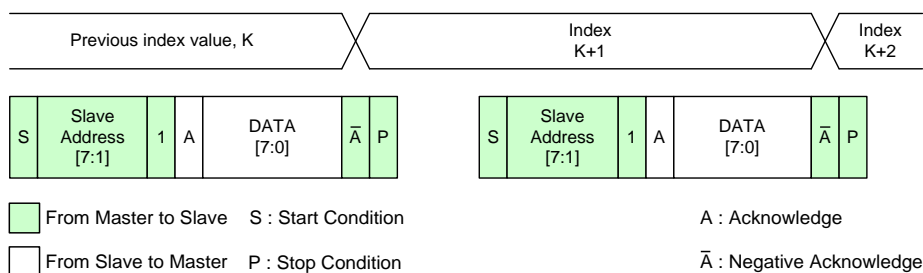 Previous index value, K
Index
K+1
Index
K+2
S
Slave
Address
[7:1]
1
A
DATA
[7:0]
A̅
P
S
Slave
Address
[7:1]
1
A
DATA
[7:0]
A̅
P
From Master to Slave
S : Start Condition
A : Acknowledge
From Slave to Master
P : Stop Condition
A̅ : Negative Acknowledge